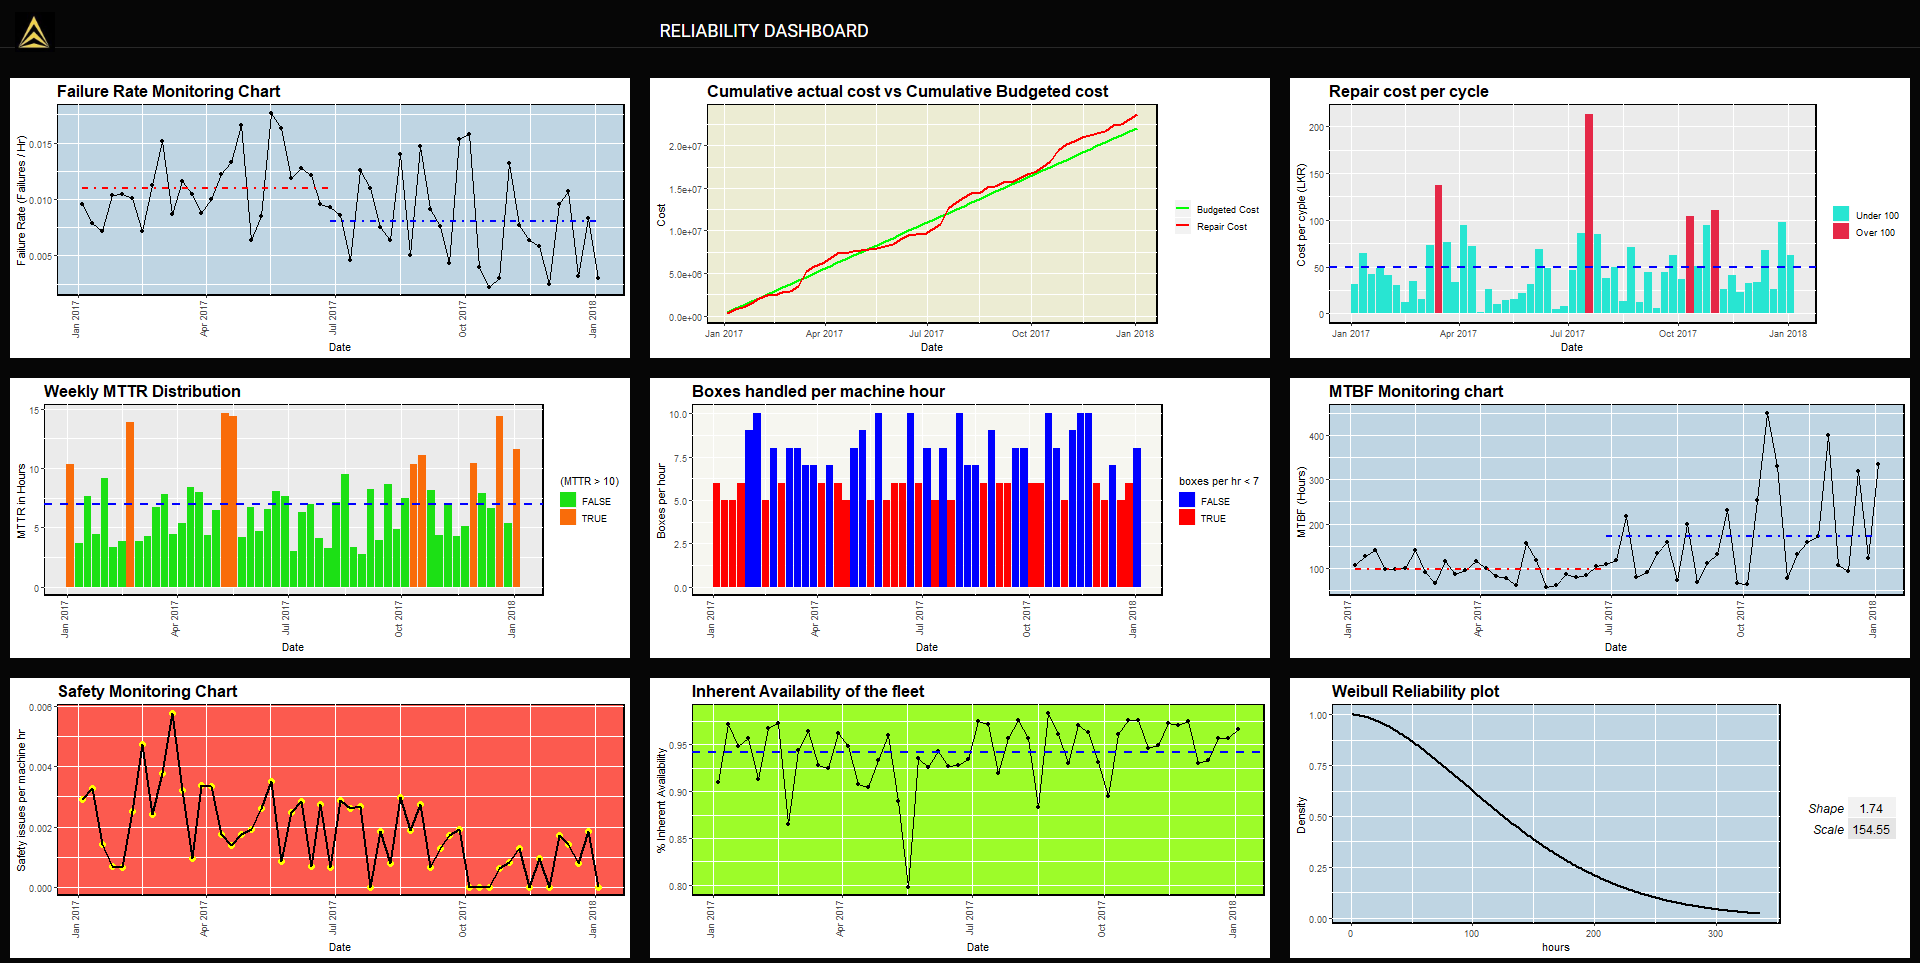 RELIABILITY DASHBOARD
Failure Rate Monitoring Chart
Failure Rate (Failures / Hr)
0.015
0.010
0.005
Jan 2017
Apr 2017
Jul 2017
Oct 2017
Jan 2018
Date
Cumulative actual cost vs Cumulative Budgeted cost
Cost
2.0e+07
1.5e+07
1.0e+07
5.0e+06
0.0e+00
Jan 2017
Apr 2017
Jul 2017
Oct 2017
Jan 2018
Date
Budgeted Cost
Repair Cost
Repair cost per cycle
Cost per cycle (LKR)
200
150
100
50
0
Jan 2017
Apr 2017
Jul 2017
Oct 2017
Jan 2018
Date
Under 100
Over 100
Weekly MTTR Distribution
MTTR in Hours
15
10
5
0
Jan 2017
Apr 2017
Jul 2017
Oct 2017
Jan 2018
Date
(MTTR > 10)
FALSE
TRUE
Boxes handled per machine hour
Boxes per hour
10.0
7.5
5.0
2.5
0.0
Jan 2017
Apr 2017
Jul 2017
Oct 2017
Jan 2018
Date
boxes per hr < 7
FALSE
TRUE
MTBF Monitoring chart
MTBF (Hours)
400
300
200
100
Jan 2017
Apr 2017
Jul 2017
Oct 2017
Jan 2018
Date
Safety Monitoring Chart
Safety issues per machine hr
0.006
0.004
0.002
0.000
Jan 2017
Apr 2017
Jul 2017
Oct 2017
Jan 2018
Date
Inherent Availability of the fleet
% Inherent Availability
0.95
0.90
0.85
0.80
Jan 2017
Apr 2017
Jul 2017
Oct 2017
Jan 2018
Date
Weibull Reliability plot
Density
1.00
0.75
0.50
0.25
0.00
0
100
200
300
hours
Shape 1.74
Scale 154.55